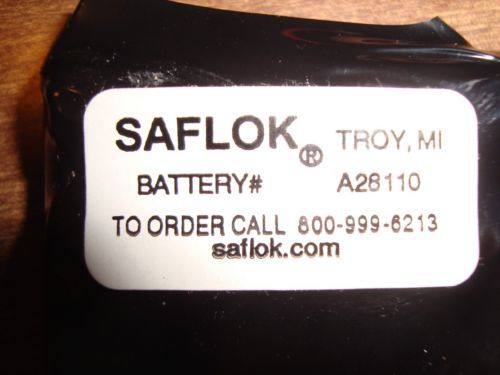 SAFLOK® TROY, MI
BATTERY# A28110
TO ORDER CALL 800-999-6213
saflok.com